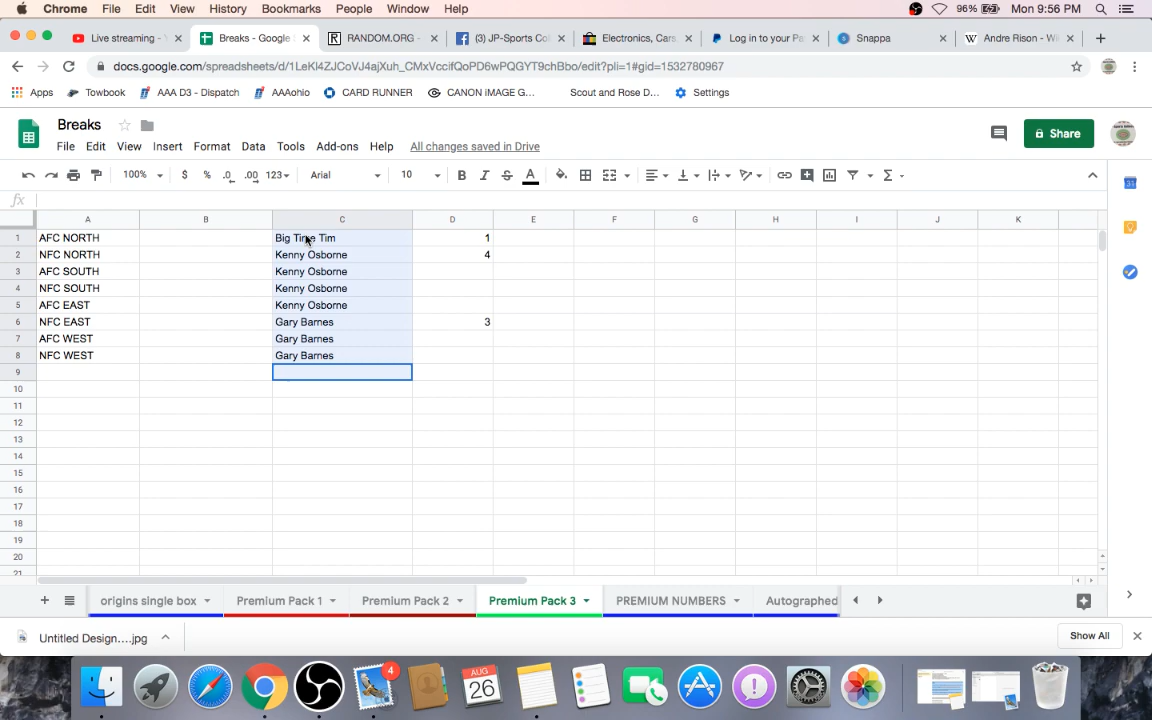 Chrome File Edit View History Bookmarks People Window Help 96% Mon 9:56 PM
Live streaming - Breaks - Google RANDOM.ORG - (3) JP-Sports Col Electronics, Cars, Log in to your Pa Snappa Andre Rison - Wi
docs.google.com/spreadsheets/d/1LeKl4ZJCoVJ4ajXuh_CMxVccifQoPD6wPQGYT9chBbo/edit?pli=1#gid=1532780967
Apps Towbook AAA D3 - Dispatch AAAohio CARD RUNNER CANON iMAGE G... Scout and Rose D... Settings
Breaks
File Edit View Insert Format Data Tools Add-ons Help All changes saved in Drive Share
100% $ % .0 .00 123 Arial 10 B I S A
fx
A B C D E F G H I J K
1 AFC NORTH Big Time Tim 1
2 NFC NORTH Kenny Osborne 4
3 AFC SOUTH Kenny Osborne
4 NFC SOUTH Kenny Osborne
5 AFC EAST Kenny Osborne
6 NFC EAST Gary Barnes 3
7 AFC WEST Gary Barnes
8 NFC WEST Gary Barnes
9
10
11
12
13
14
15
16
17
18
19
20
21
origins single box Premium Pack 1 Premium Pack 2 Premium Pack 3 PREMIUM NUMBERS Autographed
Untitled Design....jpg Show All
4
AUG
26